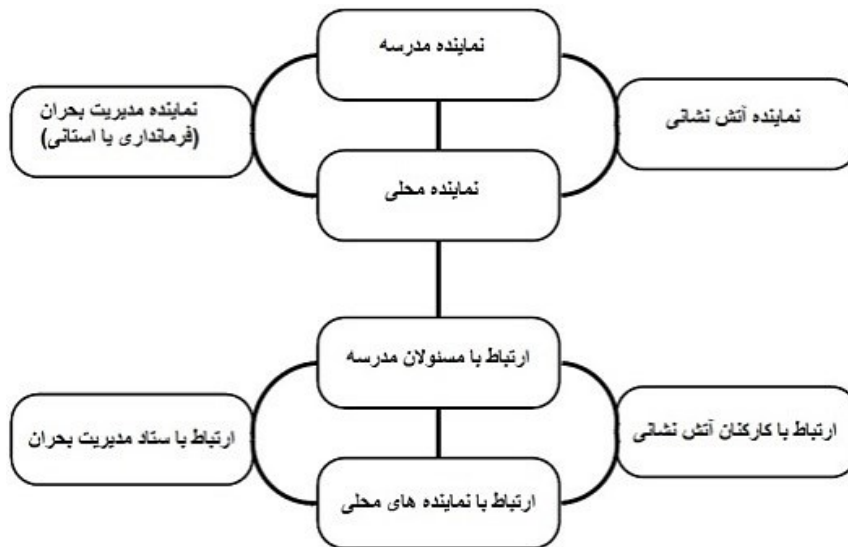 نماینده مدرسه
نماینده آتش نشانی
نماینده مدیریت بحران
(فرمانداری یا استانی)
نماینده محلی
ارتباط با مسئولان مدرسه
ارتباط با کارکنان آتش نشانی
ارتباط با ستاد مدیریت بحران
ارتباط با نماینده های محلی